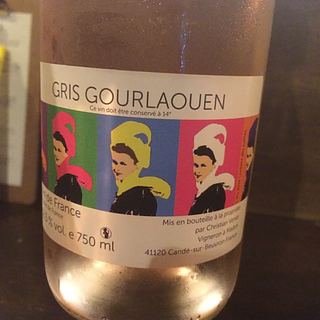 GRIS GOURLAOUEN
Ce vin doit être conservé à 14°
de France
% vol. e 750 ml
Mis en bouteille à la propriété
par Christian
Vigneron à
41120 Candé-sur-Beuvron